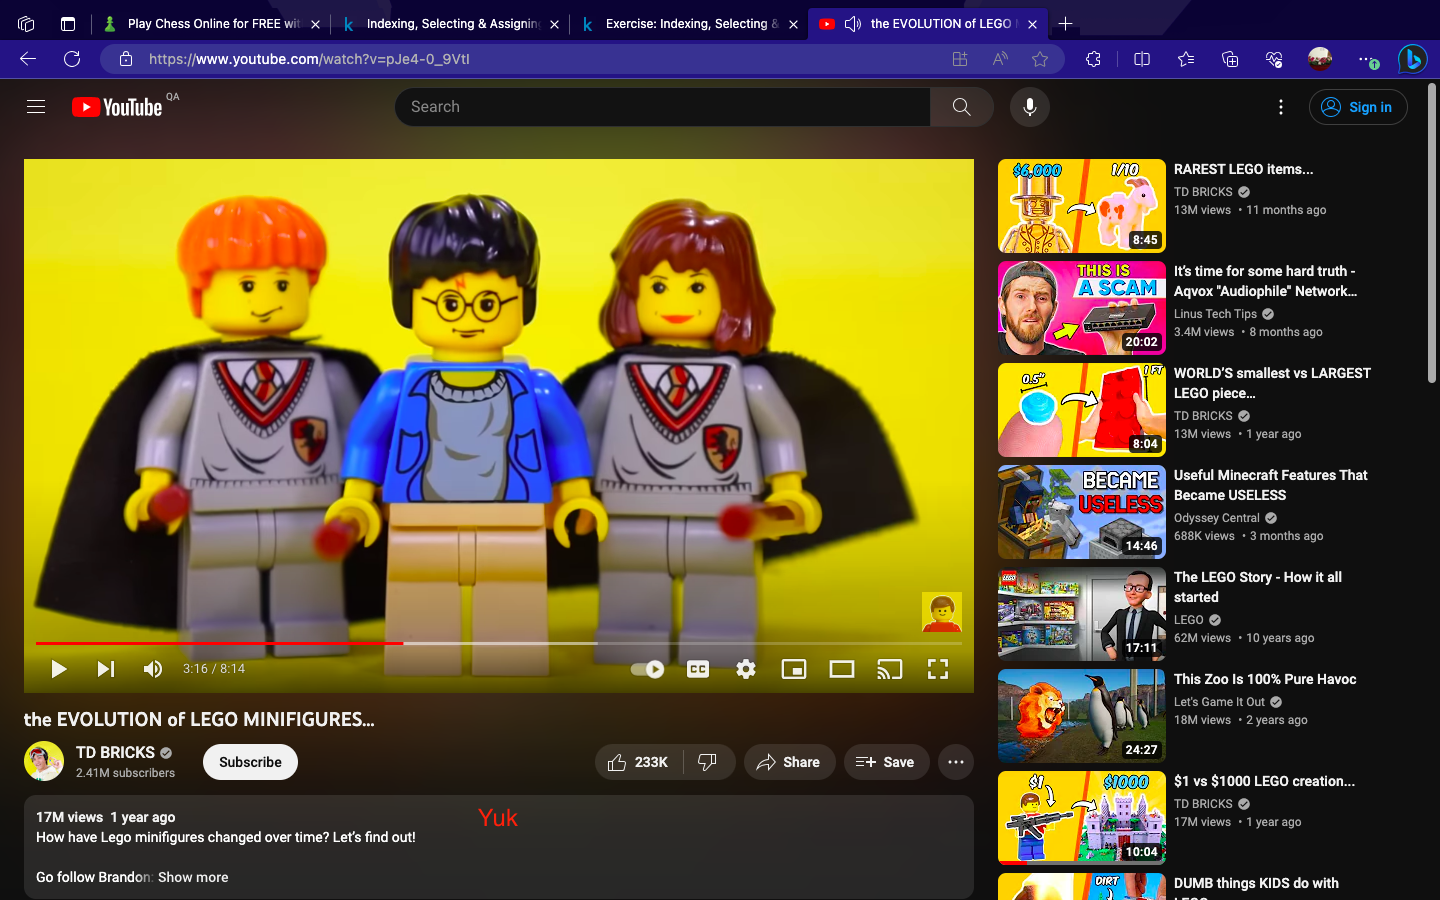 Play Chess Online for FREE wit
Indexing, Selecting & Assigning
Exercise: Indexing, Selecting &
the EVOLUTION of LEGO
https://www.youtube.com/watch?v=pJe4-0_9VtI
YouTube QA
Search
Sign in
3:16 / 8:14
CC
the EVOLUTION of LEGO MINIFIGURES...
TD BRICKS
2.41M subscribers
Subscribe
233K
Share
Save
17M views 1 year ago
Yuk
How have Lego minifigures changed over time? Let's find out!
Go follow Brandon: Show more
$6,000
1/10
8:45
RAREST LEGO items...
TD BRICKS
13M views • 11 months ago
THIS IS
A SCAM
20:02
It's time for some hard truth -
Aqvox "Audiophile" Network...
Linus Tech Tips
3.4M views • 8 months ago
0.5"
1 FT
8:04
WORLD'S smallest vs LARGEST
LEGO piece...
TD BRICKS
13M views • 1 year ago
BECAME
USELESS
14:46
Useful Minecraft Features That
Became USELESS
Odyssey Central
688K views • 3 months ago
LEGO
17:11
The LEGO Story - How it all
started
LEGO
62M views • 10 years ago
24:27
This Zoo Is 100% Pure Havoc
Let's Game It Out
18M views • 2 years ago
$1
$1000
10:04
$1 vs $1000 LEGO creation...
TD BRICKS
17M views • 1 year ago
DIRT
DUMB things KIDS do with